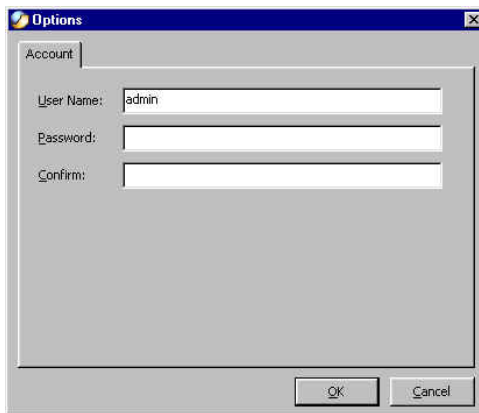 Options
Account
User Name: admin
Password:
Confirm:
OK Cancel